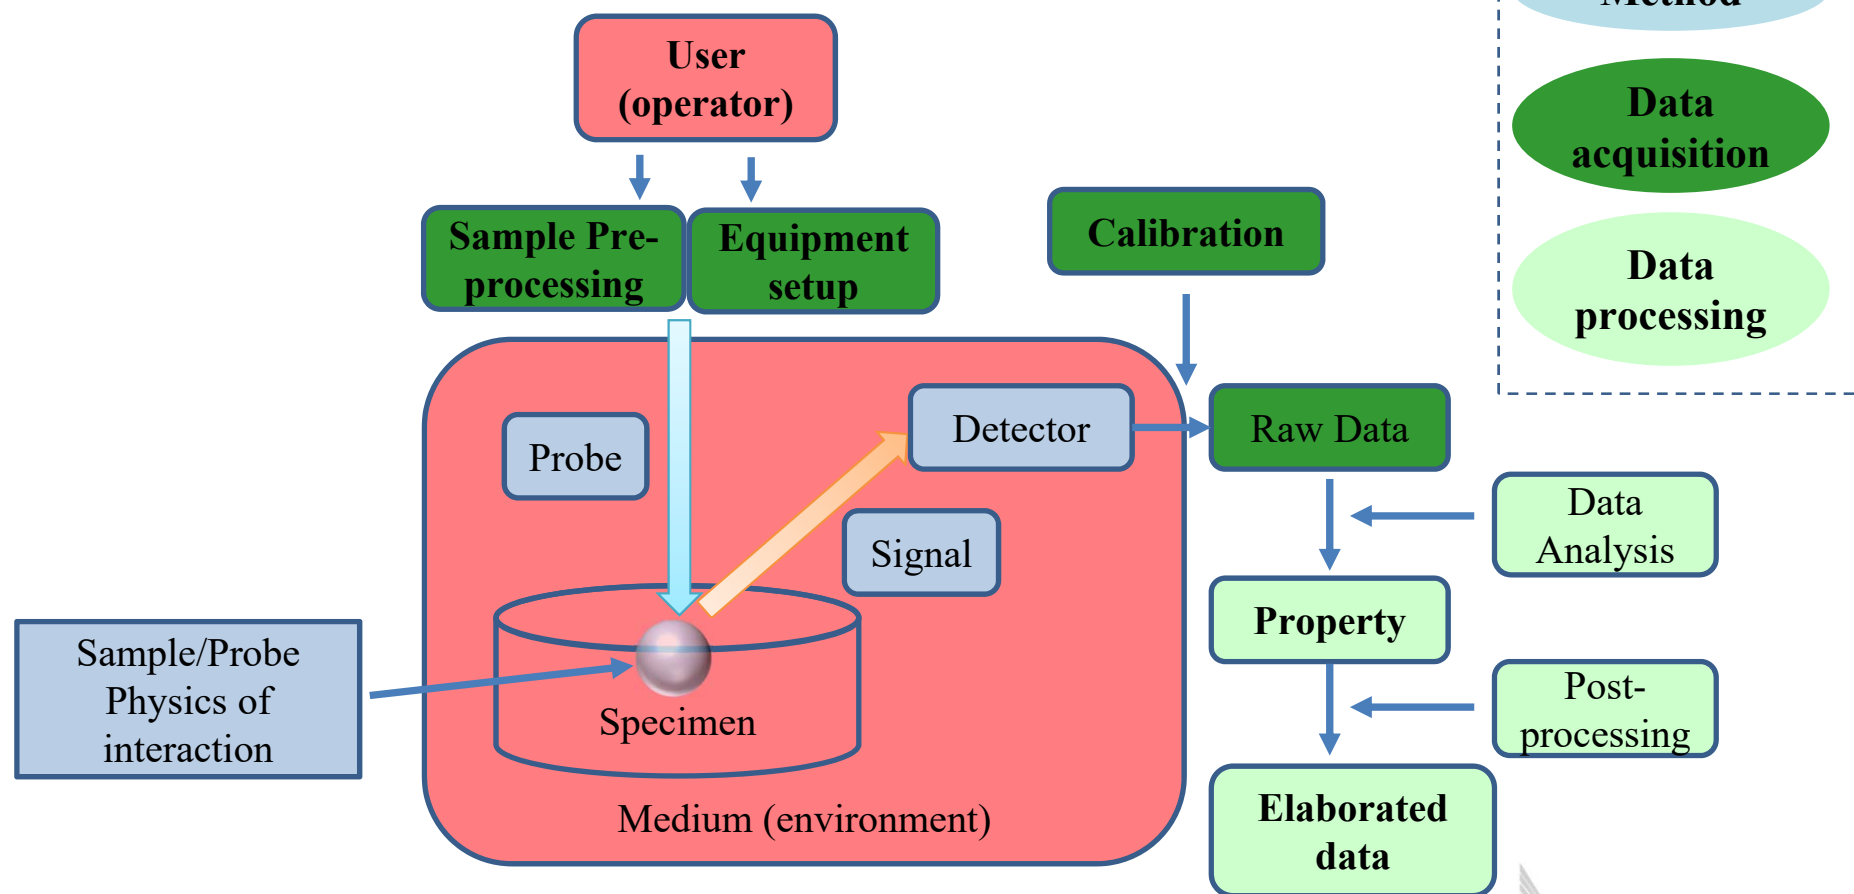 Method
User
(operator)
Data
acquisition
Sample Pre-
processing
Equipment
setup
Calibration
Data
processing
Probe
Detector
Raw Data
Signal
Data
Analysis
Property
Sample/Probe
Physics of
interaction
Specimen
Post-
processing
Medium (environment)
Elaborated
data